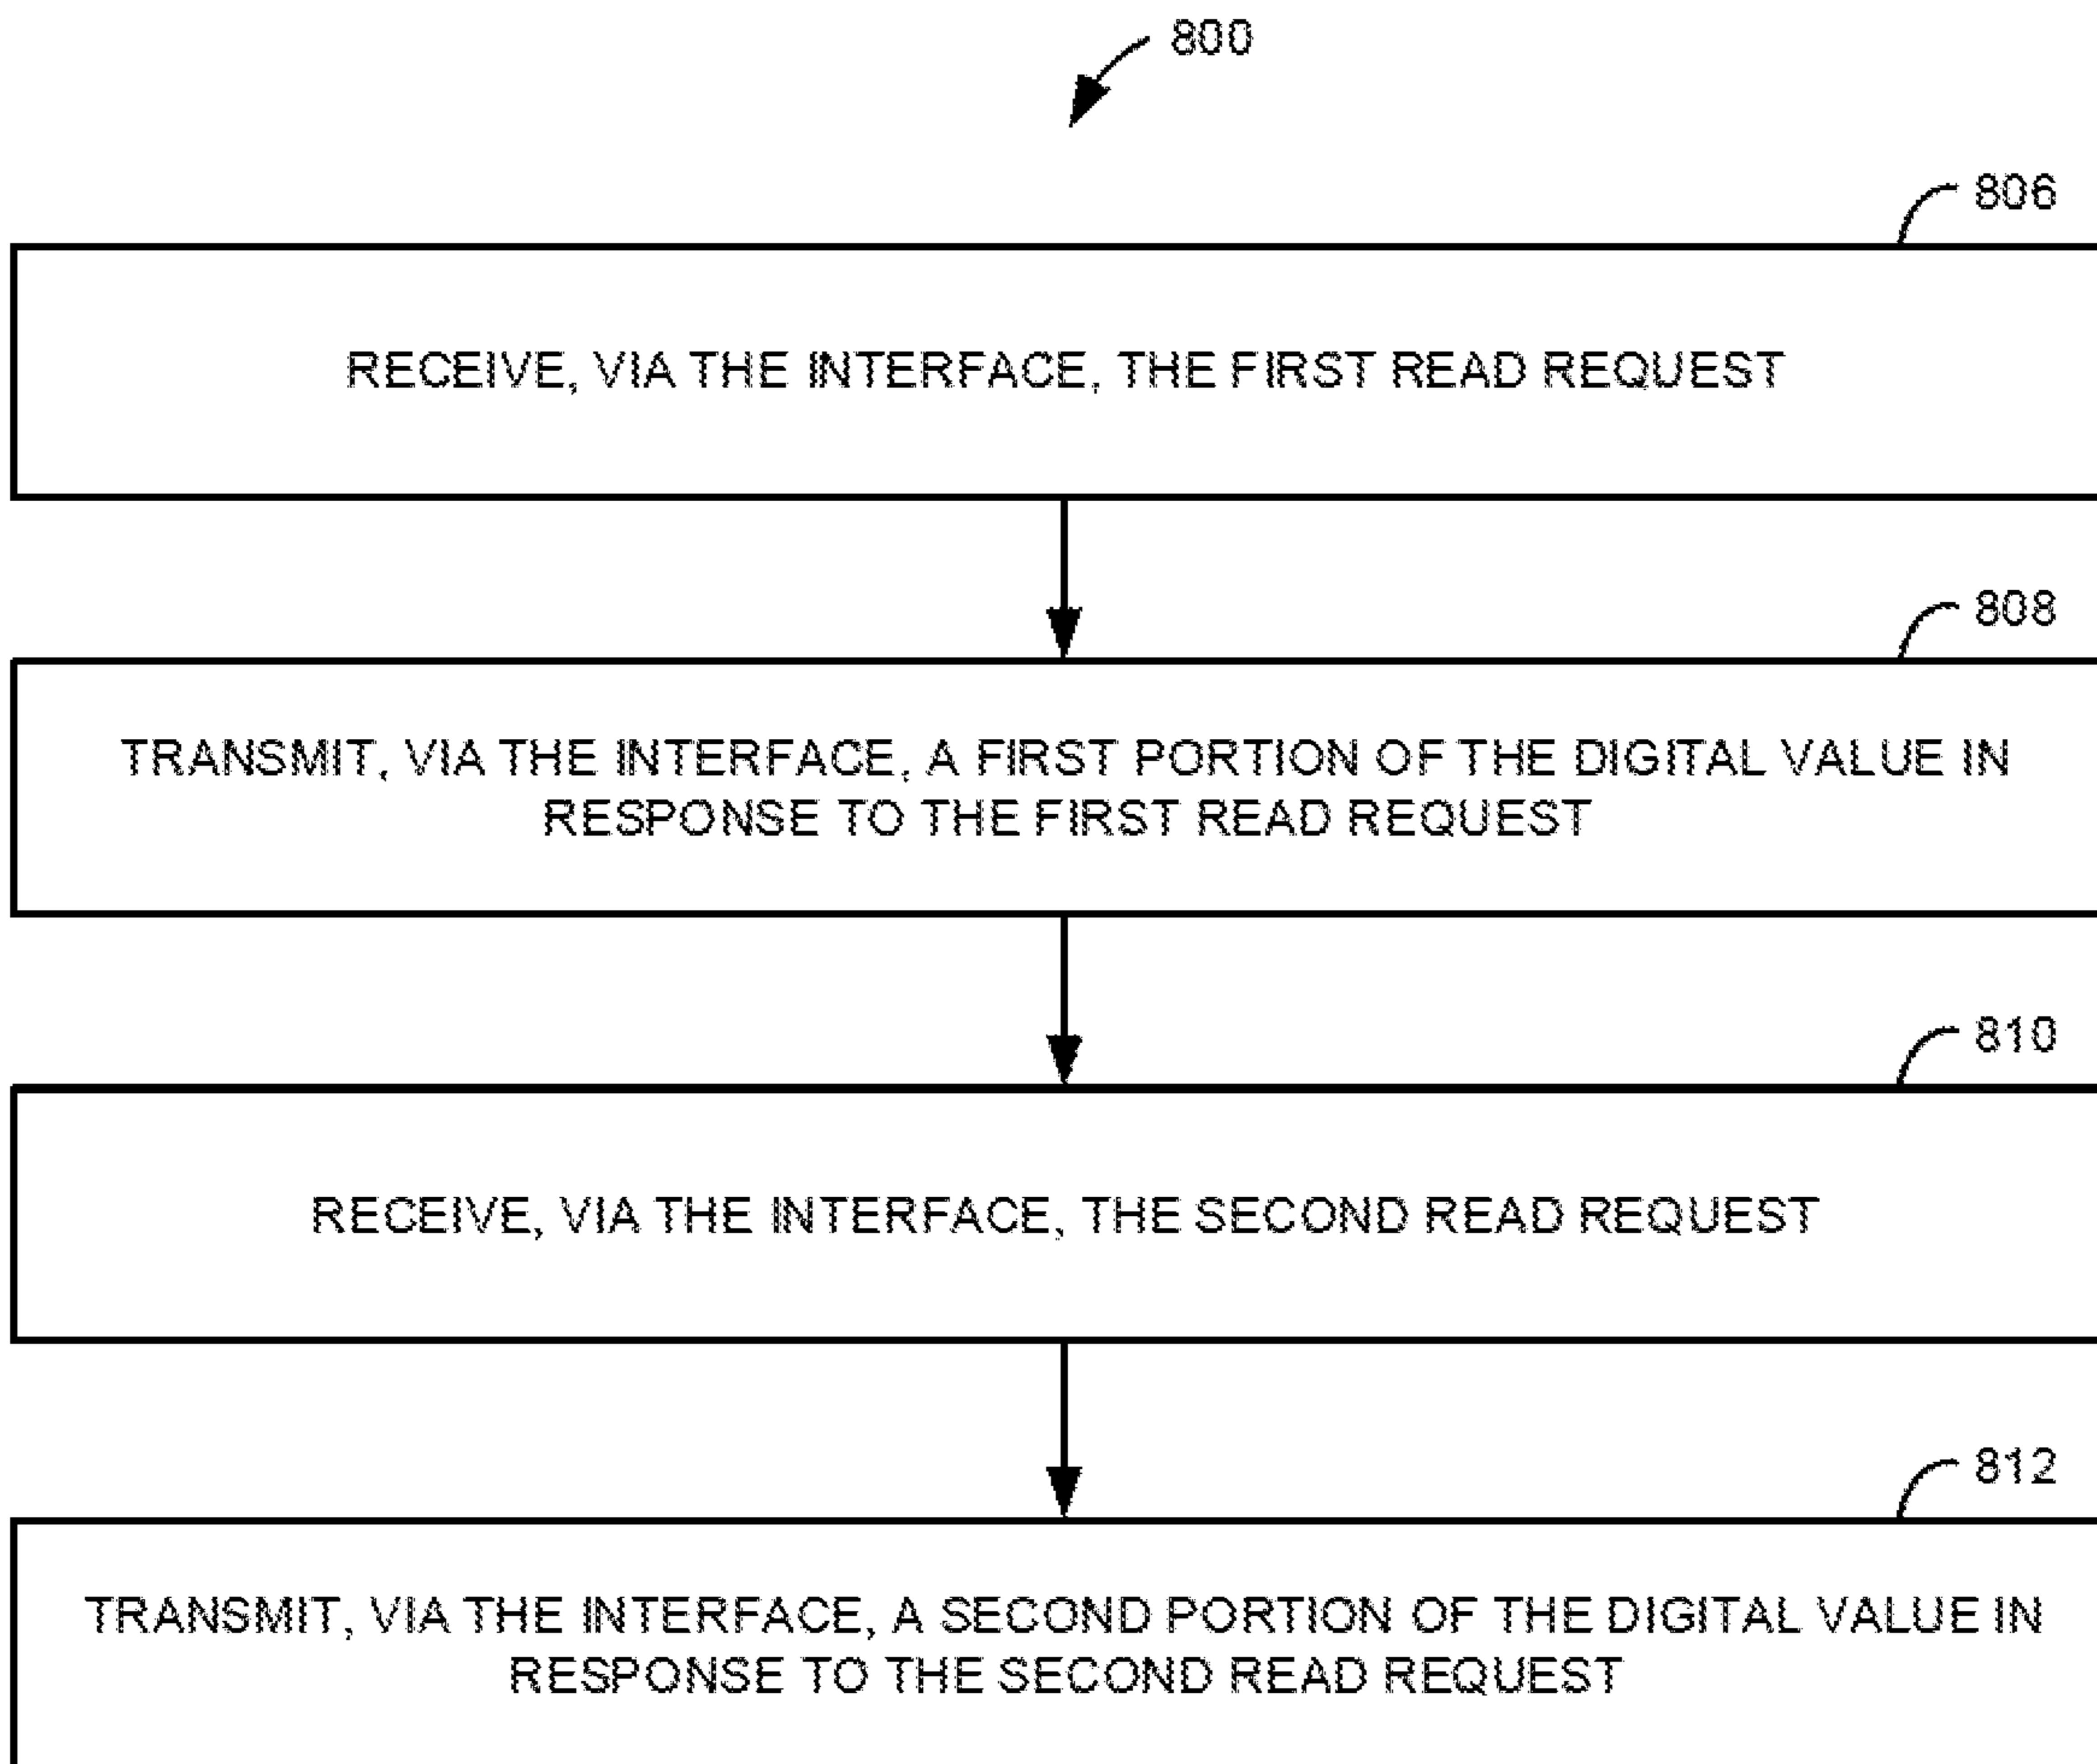 800
806
RECEIVE, VIA THE INTERFACE, THE FIRST READ REQUEST
808
TRANSMIT, VIA THE INTERFACE, A FIRST PORTION OF THE DIGITAL VALUE IN
RESPONSE TO THE FIRST READ REQUEST
810
RECEIVE, VIA THE INTERFACE, THE SECOND READ REQUEST
812
TRANSMIT, VIA THE INTERFACE, A SECOND PORTION OF THE DIGITAL VALUE IN
RESPONSE TO THE SECOND READ REQUEST